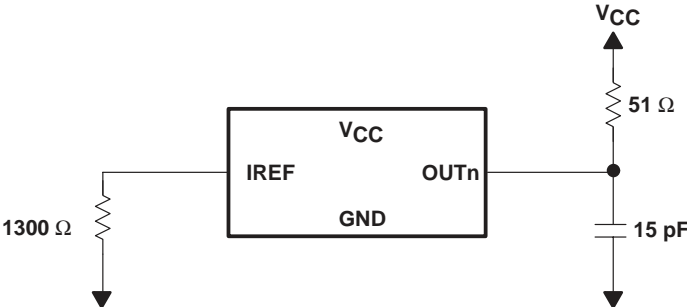 VCC
51 Ω
VCC
IREF
OUTn
1300 Ω
GND
15 pF